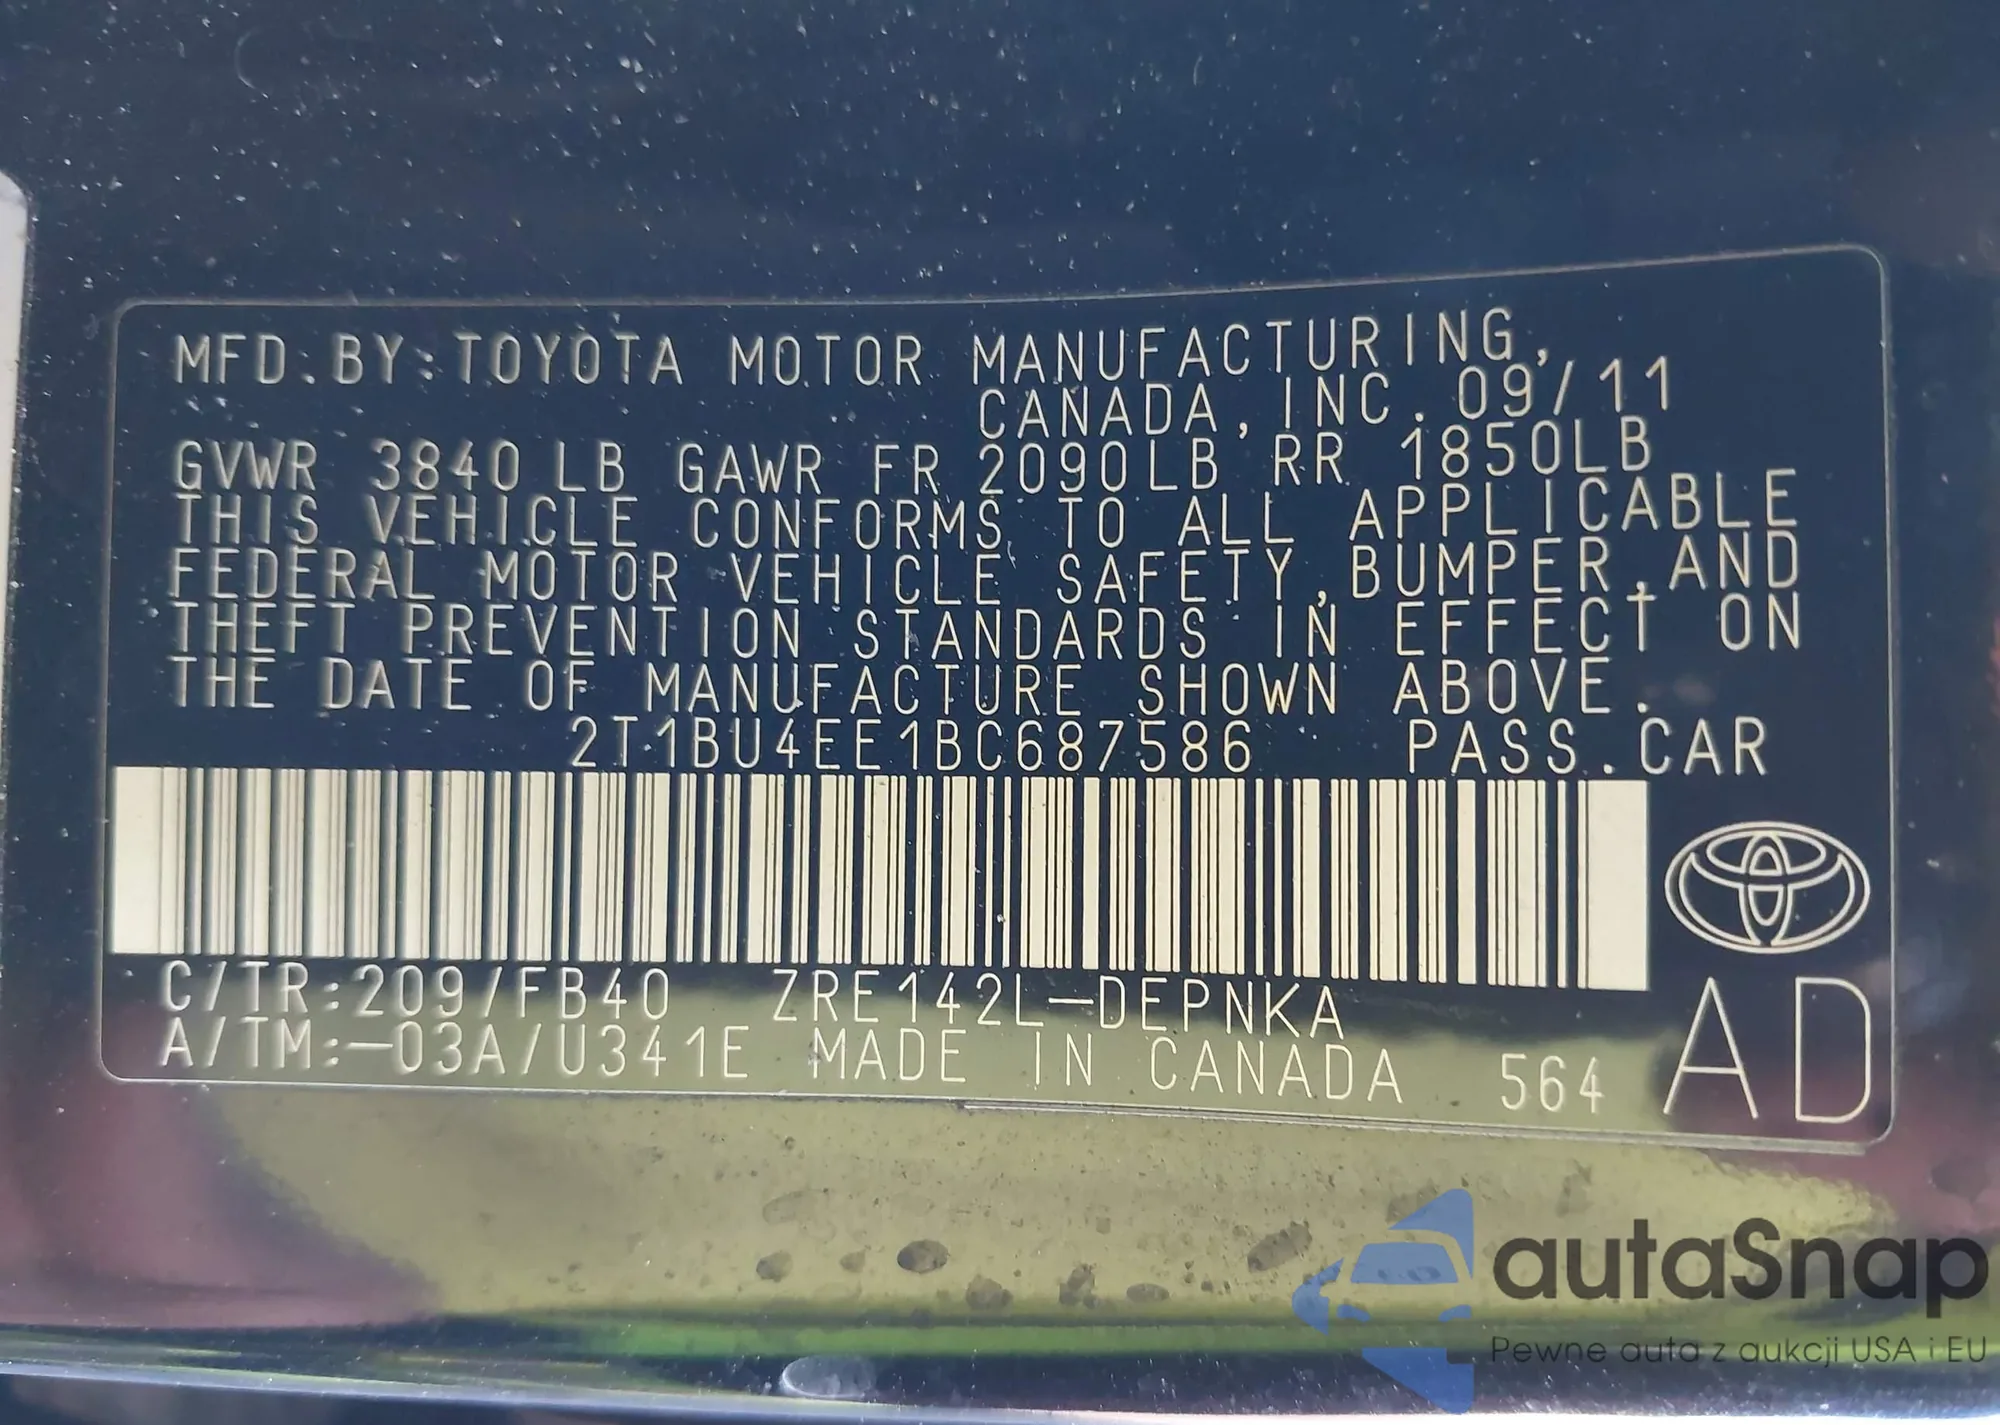 MFD. BY: TOYOTA MOTOR MANUFACTURING,
CANADA, INC. 09/11
GVWR 3840 LB GAWR FR 2090LB RR 1850LB
THIS VEHICLE CONFORMS TO ALL APPLICABLE
FEDERAL MOTOR VEHICLE SAFETY, BUMPER, AND
THEFT PREVENTION STANDARDS IN EFFECT ON
THE DATE OF MANUFACTURE SHOWN ABOVE.
2T1BU4EE1BC687586 PASS. CAR
C/TR: 209/FB40 ZRE142L-DEPNKA
A/TM: -03A/U341E MADE IN CANADA 564
AD
autaSnap
Pewne auta z aukcji USA i EU